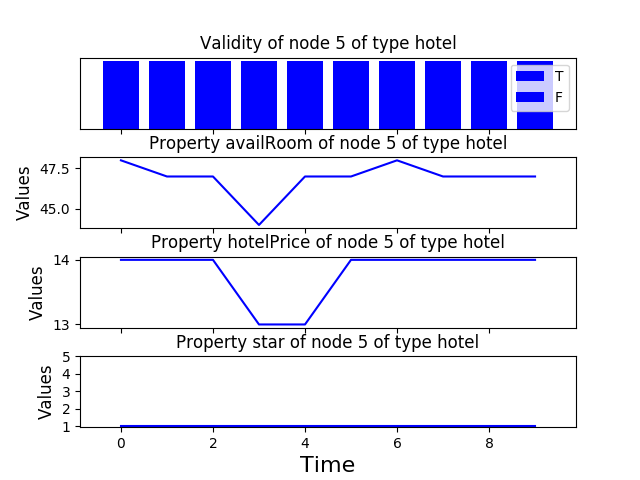 Validity of node 5 of type hotel
T
F
Property availRoom of node 5 of type hotel
Values
47.5
45.0
Property hotelPrice of node 5 of type hotel
Values
14
13
Property star of node 5 of type hotel
Values
5
4
3
2
1
0 2 4 6 8
Time